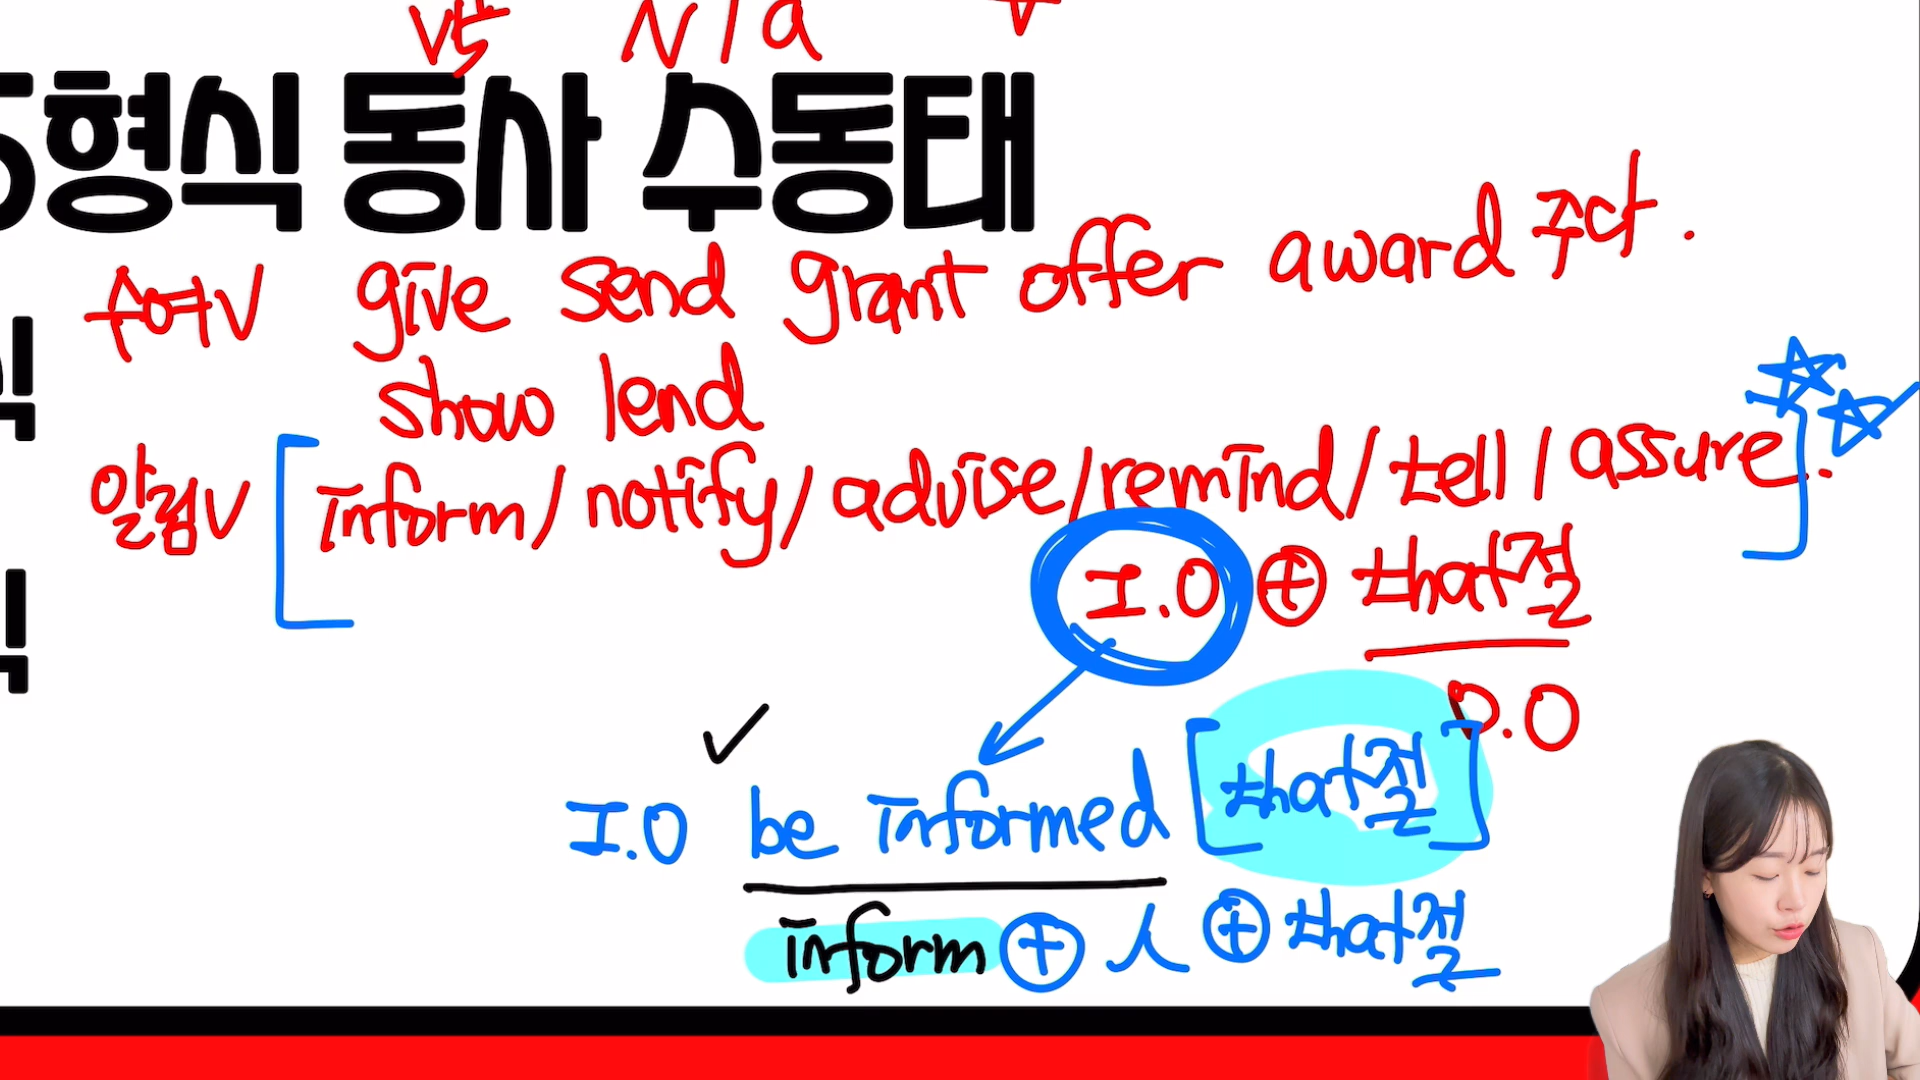 vs N/a
5형식 동사 수동태
수여V give send grant offer award 주다.
show lend
알림V [inform/notify/advise/remind/tell/assure].
I.O ⊕ that절
D.O
✓
I.O be informed [that절]
inform ⊕ 人 ⊕ that절